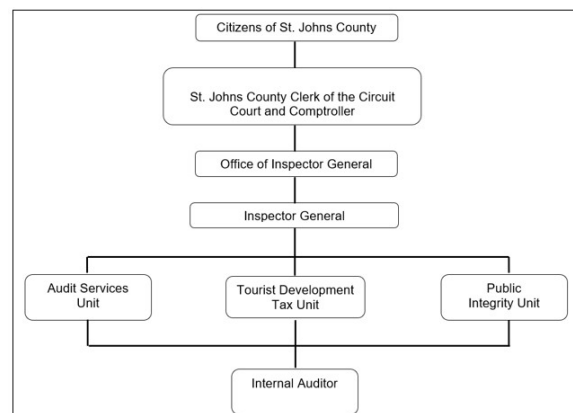 Citizens of St. Johns County
St. Johns County Clerk of the Circuit
Court and Comptroller
Office of Inspector General
Inspector General
Audit Services
Unit
Tourist Development
Tax Unit
Public
Integrity Unit
Internal Auditor